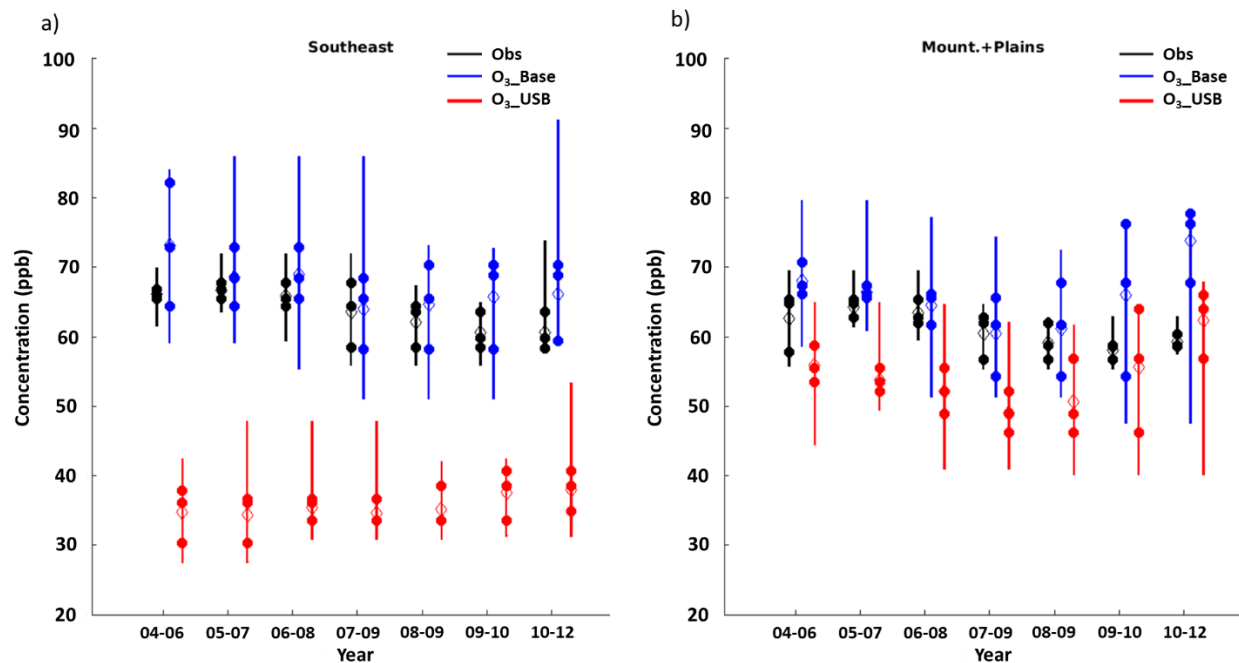 a)
Southeast
Obs
O₃_Base
O₃_USB
100
90
80
70
60
50
40
30
20
Concentration (ppb)
04-06 05-07 06-08 07-09 08-09 09-10 10-12
Year
b)
Mount.+Plains
Obs
O₃_Base
O₃_USB
100
90
80
70
60
50
40
30
20
Concentration (ppb)
04-06 05-07 06-08 07-09 08-09 09-10 10-12
Year